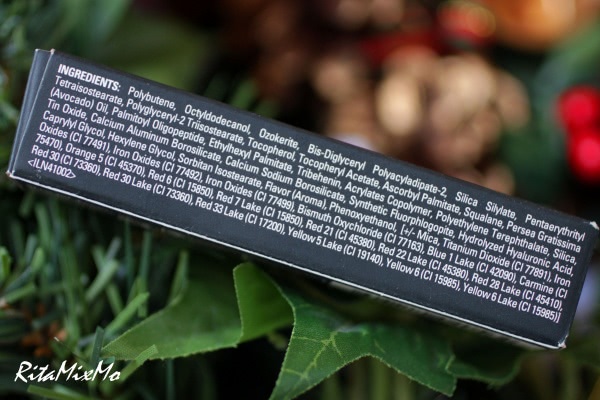 INGREDIENTS: Polybutene, Octyldodecanol, Ozokerite, Bis-Diglyceryl Polyacyladipate-2, Silica Silylate, Pentaerythrityl
Tetraisostearate, Polyglyceryl-2 Triisostearate, Tocopherol, Tocopheryl Acetate, Ascorbyl Palmitate, Squalane, Persea Gratissima
(Avocado) Oil, Palmitoyl Oligopeptide, Ethylhexyl Palmitate, Tribehenin, Acrylates Copolymer, Polyethylene Terephthalate, Silica,
Tin Oxide, Calcium Aluminum Borosilicate, Calcium Sodium Borosilicate, Synthetic Fluorphlogopite, Hydrolyzed Hyaluronic Acid,
Caprylyl Glycol, Hexylene Glycol, Sorbitan Isostearate, Flavor (Aroma), Phenoxyethanol, [+/- Mica, Titanium Dioxide (CI 77891), Iron
Oxides (CI 77491), Iron Oxides (CI 77492), Iron Oxides (CI 77499), Bismuth Oxychloride (CI 77163), Blue 1 Lake (CI 42090), Carmine (CI
75470), Orange 5 (CI 45370), Red 6 (CI 15850), Red 7 Lake (CI 15850), Red 21 (CI 45380), Red 22 Lake (CI 45380), Red 28 Lake (CI 45410),
Red 30 (CI 73360), Red 30 Lake (CI 73360), Red 33 Lake (CI 17200), Yellow 5 Lake (CI 19140), Yellow 6 (CI 15985), Yellow 6 Lake (CI 15985)]
<ILN41002>
RitaMixMo